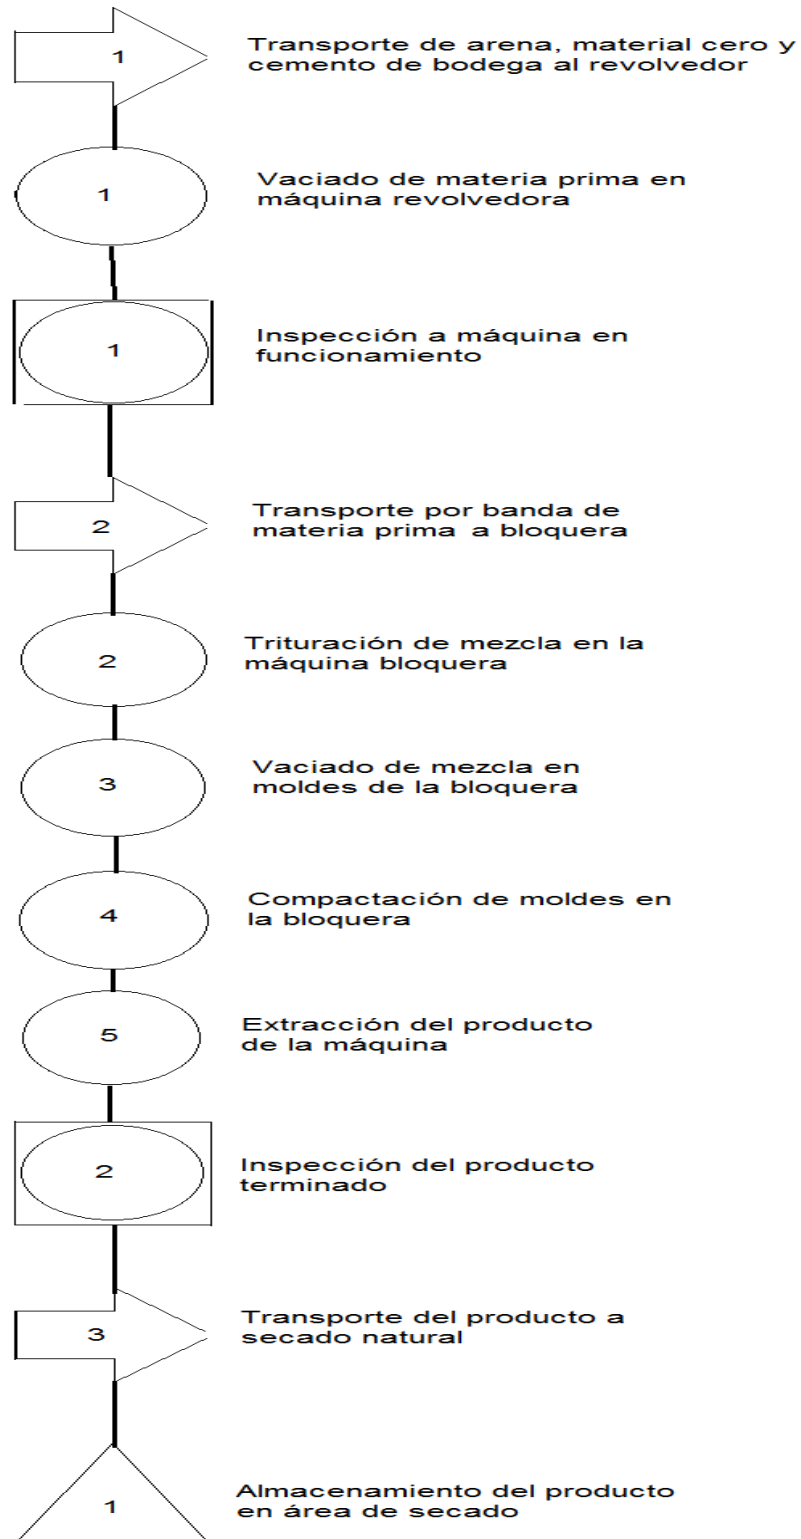 1
Transporte de arena, material cero y
cemento de bodega al revolvedor
1
Vaciado de materia prima en
máquina revolvedora
1
Inspección a máquina en
funcionamiento
2
Transporte por banda de
materia prima a bloquera
2
Trituración de mezcla en la
máquina bloquera
3
Vaciado de mezcla en
moldes de la bloquera
4
Compactación de moldes en
la bloquera
5
Extracción del producto
de la máquina
2
Inspección del producto
terminado
3
Transporte del producto a
secado natural
1
Almacenamiento del producto
en área de secado